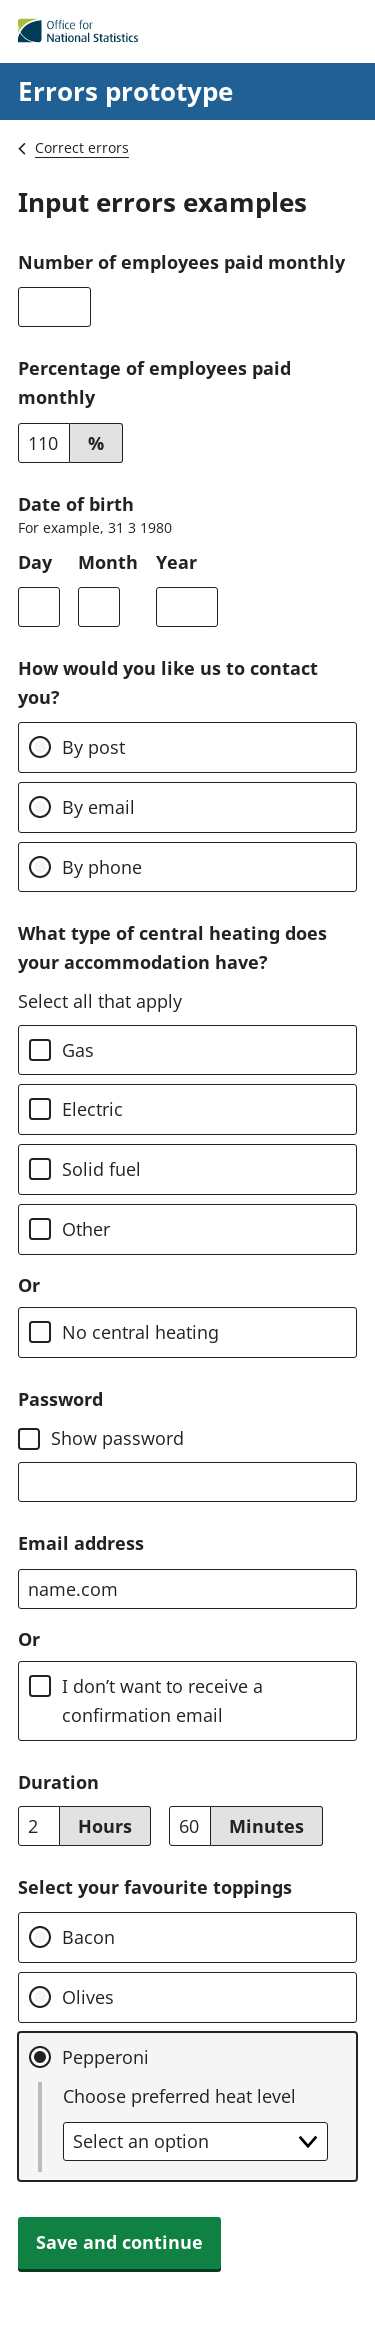 Office for
National Statistics
Errors prototype
Correct errors
Input errors examples
Number of employees paid monthly
Percentage of employees paid
monthly
110 %
Date of birth
For example, 31 3 1980
Day Month Year
How would you like us to contact
you?
By post
By email
By phone
What type of central heating does
your accommodation have?
Select all that apply
Gas
Electric
Solid fuel
Other
Or
No central heating
Password
Show password
Email address
name.com
Or
I don’t want to receive a
confirmation email
Duration
2 Hours 60 Minutes
Select your favourite toppings
Bacon
Olives
Pepperoni
Choose preferred heat level
Select an option
Save and continue